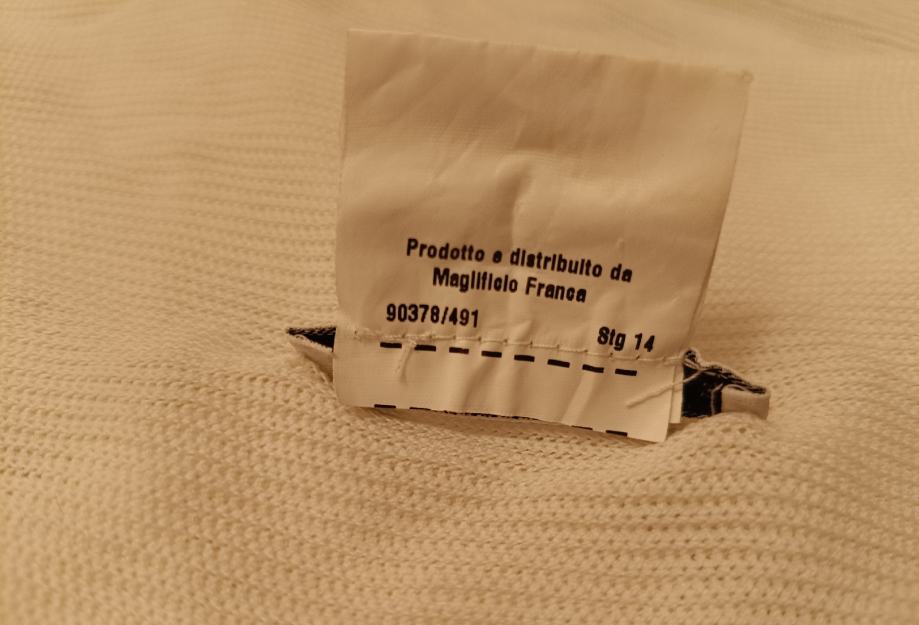 Prodotto e distribuito da
Maglificio Franca
90378/491
Stg 14